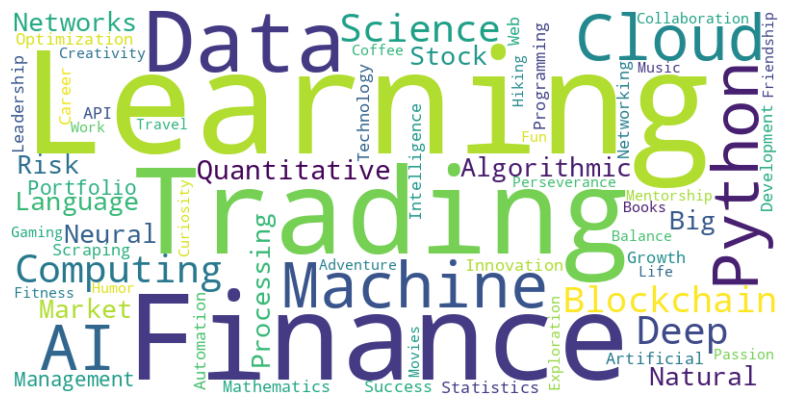 Networks
Optimization
Creativity
Data
Science
Coffee
Stock
Web
Hiking
Programming
Cloud
Collaboration
Friendship
Leadership
Career
API
Work
Travel
Learning
Technology
Fun
Networking
Music
Python
Development
Risk
Portfolio
Language
Quantitative
Intelligence
Algorithmic
Perseverance
Mentorship
Books
Big
Balance
Gaming
Neural
Scraping
Curiosity
Trading
Growth
Life
Computing
Fitness
Humor
Market
Processing
Adventure
Machine
Innovation
Blockchain
AI
Management
Automation
Finance
Mathematics
Success
Movies
Statistics
Exploration
Deep
Artificial
Passion
Natural